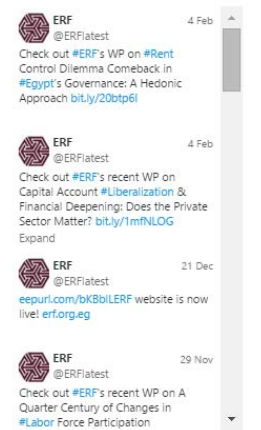 ERF 4 Feb
@ERFlatest
Check out #ERF's WP on #Rent
Control Dilemma Comeback in
#Egypt's Governance: A Hedonic
Approach bit.ly/20btp6l
ERF 4 Feb
@ERFlatest
Check out #ERF's recent WP on
Capital Account #Liberalization &
Financial Deepening: Does the Private
Sector Matter? bit.ly/1mfNLOG
Expand
ERF 21 Dec
@ERFlatest
eepurl.com/bKBblLERF website is now
live! erf.org.eg
ERF 29 Nov
@ERFlatest
Check out #ERF's recent WP on A
Quarter Century of Changes in
#Labor Force Participation